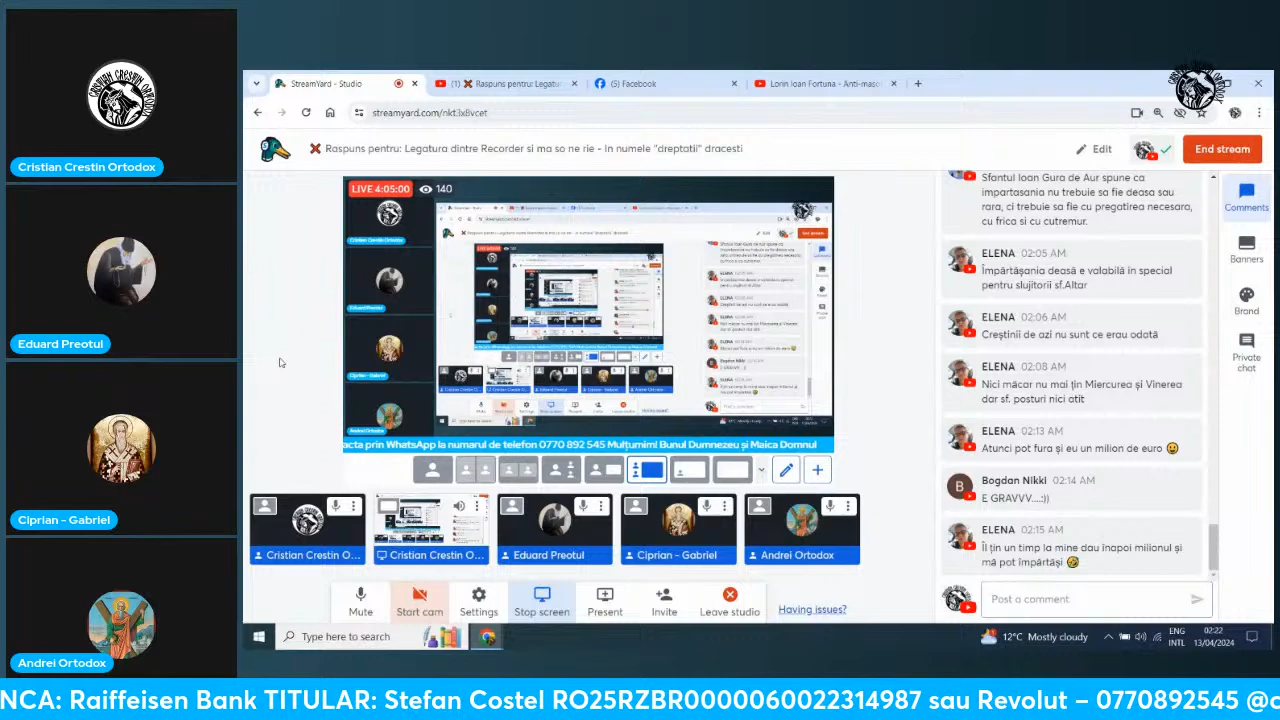 StreamYard - Studio
(1) ❌ Raspuns pentru: Legatur
(5) Facebook
Lorin Ioan Fortuna - Anti-maso
streamyard.com/nkt3x8vcet
❌ Raspuns pentru: Legatura dintre Recorder si ma so ne rie - In numele "dreptatii" dracesti
Edit
End stream
Cristian Crestin Ortodox
Eduard Preotul
Ciprian - Gabriel
Andrei Ortodox
LIVE 4:05:00
140
acta prin WhatsApp la numarul de telefon 0770 892 545 Mulțumim! Bunul Dumnezeu și Maica Domnul
Cristian Crestin O...
Cristian Crestin O...
Eduard Preotul
Ciprian - Gabriel
Andrei Ortodox
Mute
Start cam
Settings
Stop screen
Present
Invite
Leave studio
Having issues?
Sfantul Ioan Gura de Aur spune ca
impartasania nu trebuie sa fie deasa sau
rara, ci trebuie sa fie cu pregatirea necesara,
cu frica si cu cutremur.
ELENA 02:05 AM
Împărtășania deasă e valabilă în special
pentru slujitorii sf.Altar
ELENA 02:06 AM
Creștinii de azi nu sunt ce erau odată
ELENA 02:08 AM
Nici măcar nu mai țin Miercurea și Vinerea
dar sf. posturi nici atît
ELENA 02:13 AM
Atunci pot fura și eu un milion de euro 😃
Bogdan Nikki 02:14 AM
E GRAVVV....:))
ELENA 02:15 AM
Îl țin un timp la mine dau înapoi milionul și
mă pot împărtăși 🤣
Post a comment
Comments
Banners
Brand
Private
chat
Type here to search
12°C Mostly cloudy
ENG
INTL
02:22
13/04/2024
NCA: Raiffeisen Bank TITULAR: Stefan Costel RO25RZBR0000060022314987 sau Revolut – 0770892545 @c